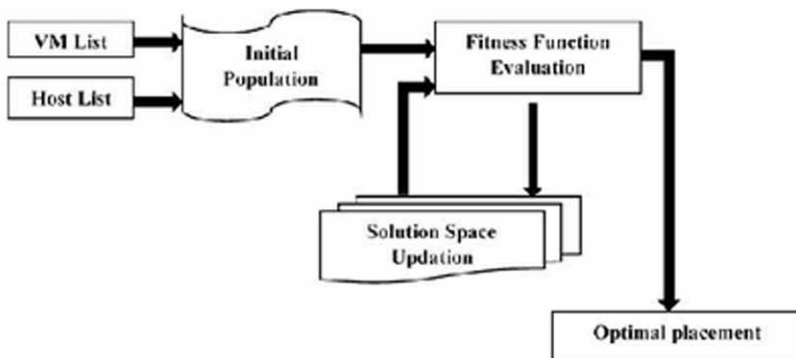 VM List
Host List
Initial
Population
Fitness Function
Evaluation
Solution Space
Updation
Optimal placement